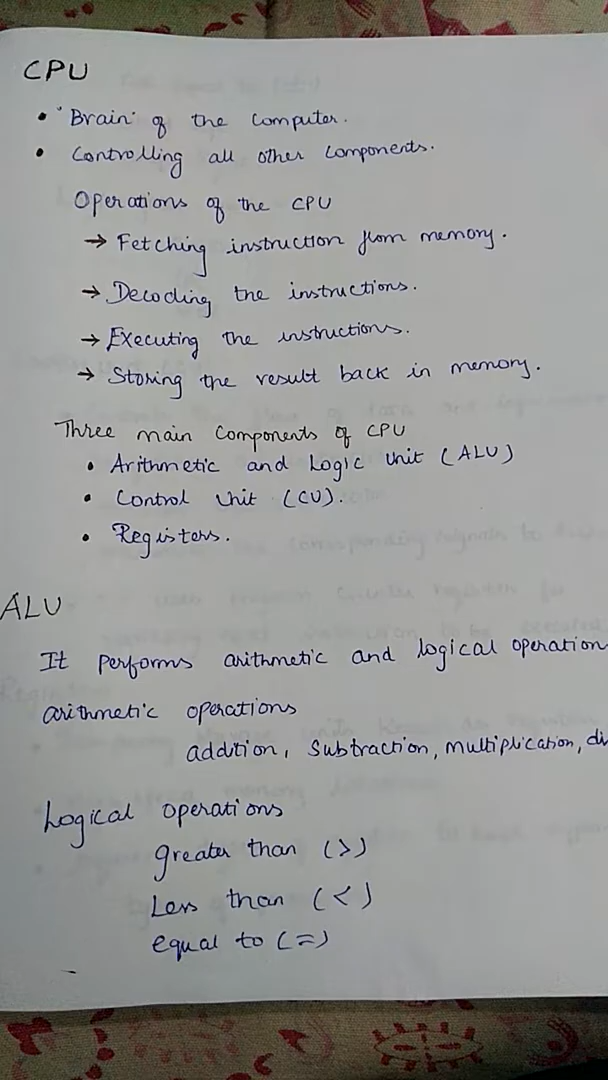 CPU
• "Brain" of the computer.
• Controlling all other components.
Operations of the CPU
→ Fetching instruction from memory.
→ Decoding the instructions.
→ Executing the instructions.
→ Storing the result back in memory.
Three main components of CPU
• Arithmetic and Logic Unit (ALU)
• Control Unit (CU).
• Registers.
ALU
It performs arithmetic and logical operation
arithmetic operations
addition, Subtraction, multiplication, di
Logical operations
greater than (>)
Less than (<)
equal to (=)